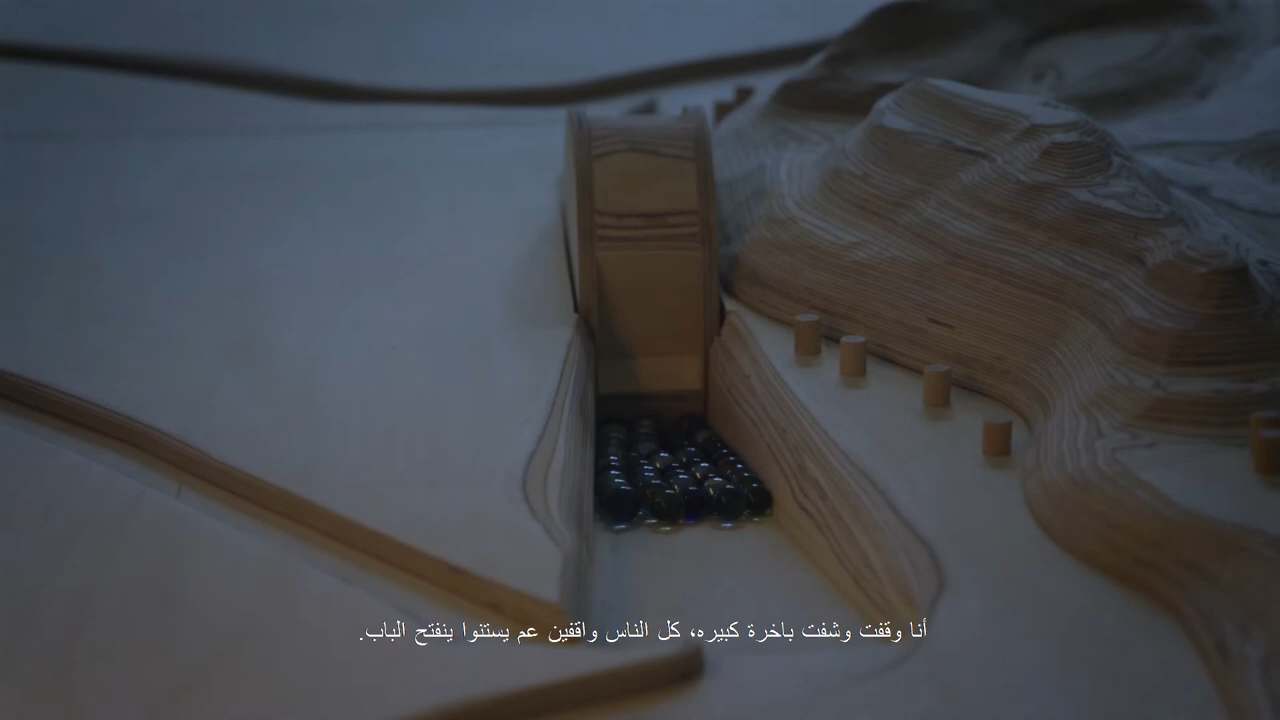 أنا وقفت وشفت باخرة كبيره، كل الناس واقفين عم يستنوا ينفتح الباب.